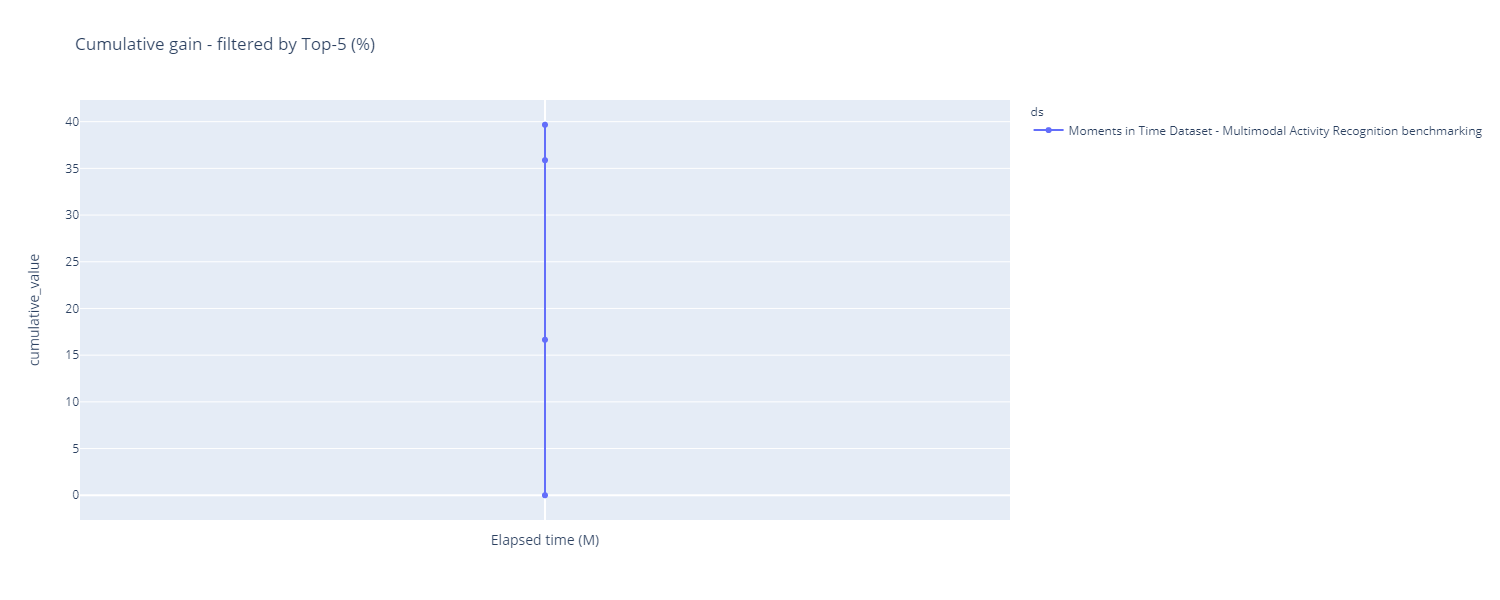 Cumulative gain - filtered by Top-5 (%)
ds
Moments in Time Dataset - Multimodal Activity Recognition benchmarking
40
35
30
25
20
15
10
5
0
cumulative_value
Elapsed time (M)